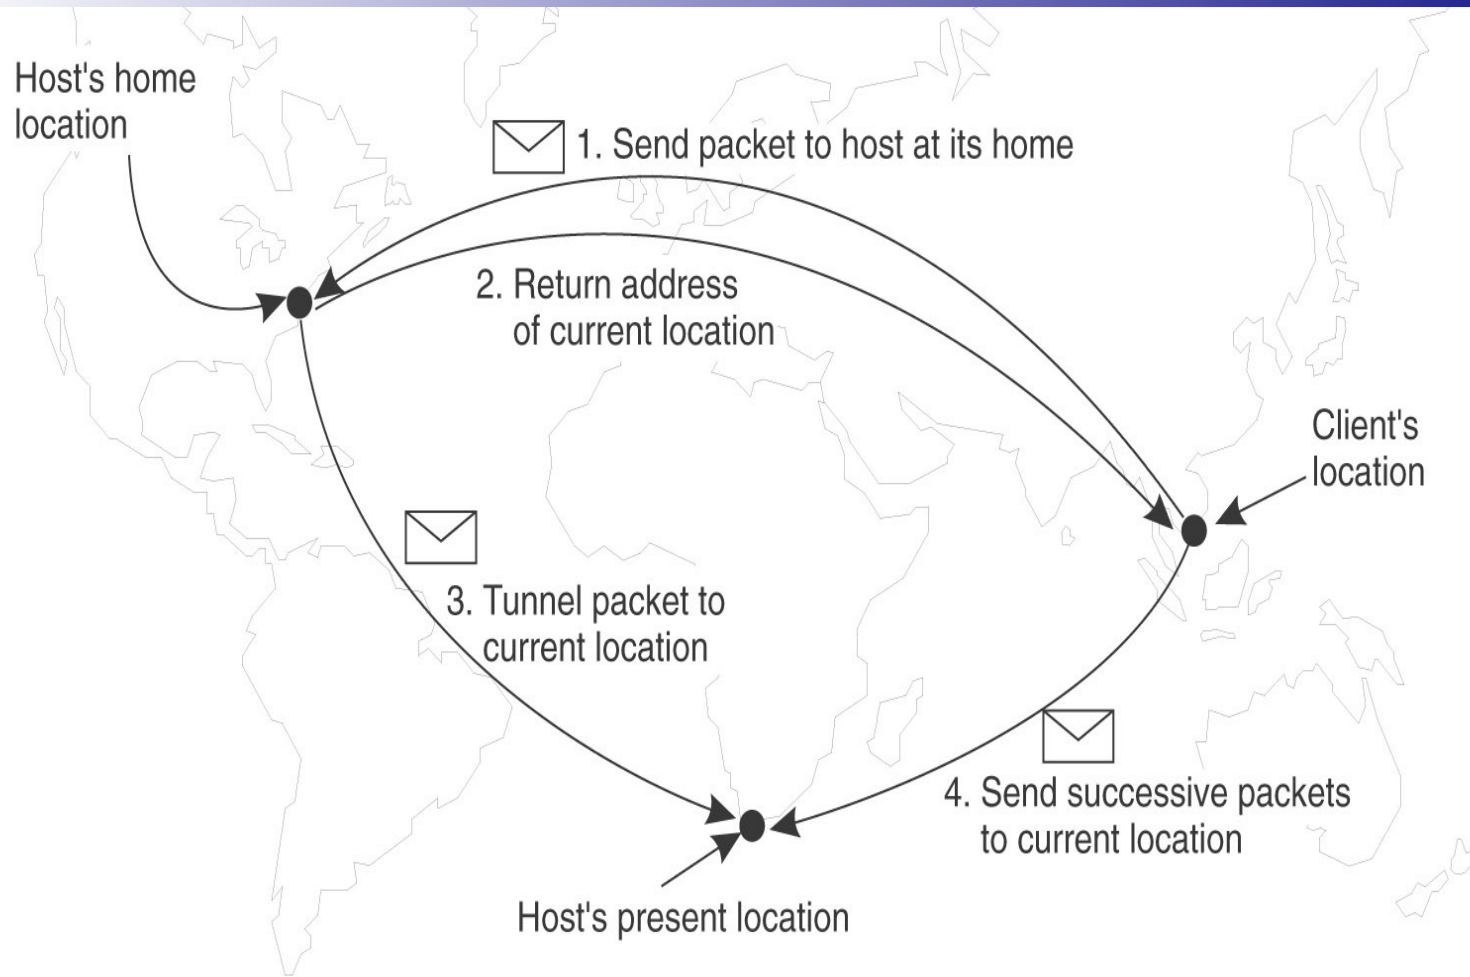 Host's home
location
1. Send packet to host at its home
2. Return address
of current location
Client's
location
3. Tunnel packet to
current location
4. Send successive packets
to current location
Host's present location